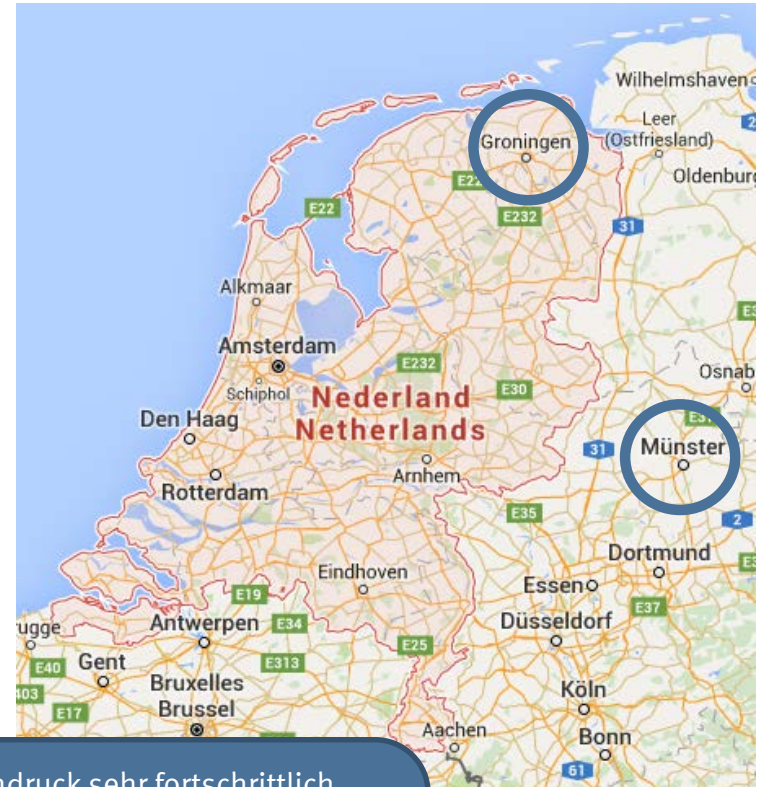 Wilhelmshaven
Leer
(Ostfriesland)
Groningen
Oldenburg
E22
E232
31
Alkmaar
Amsterdam
Schiphol
E232
E30
Nederland
Netherlands
Den Haag
Rotterdam
Arnhem
Osnab
31
Münster
E35
2
Dortmund
Eindhoven
Essen
E37
E19
Antwerpen
E34
Düsseldorf
E25
ugge
E40
Gent
E313
403
E17
Bruxelles
Brussel
Köln
Aachen
Bonn
61
ndruck sehr fortschrittlich